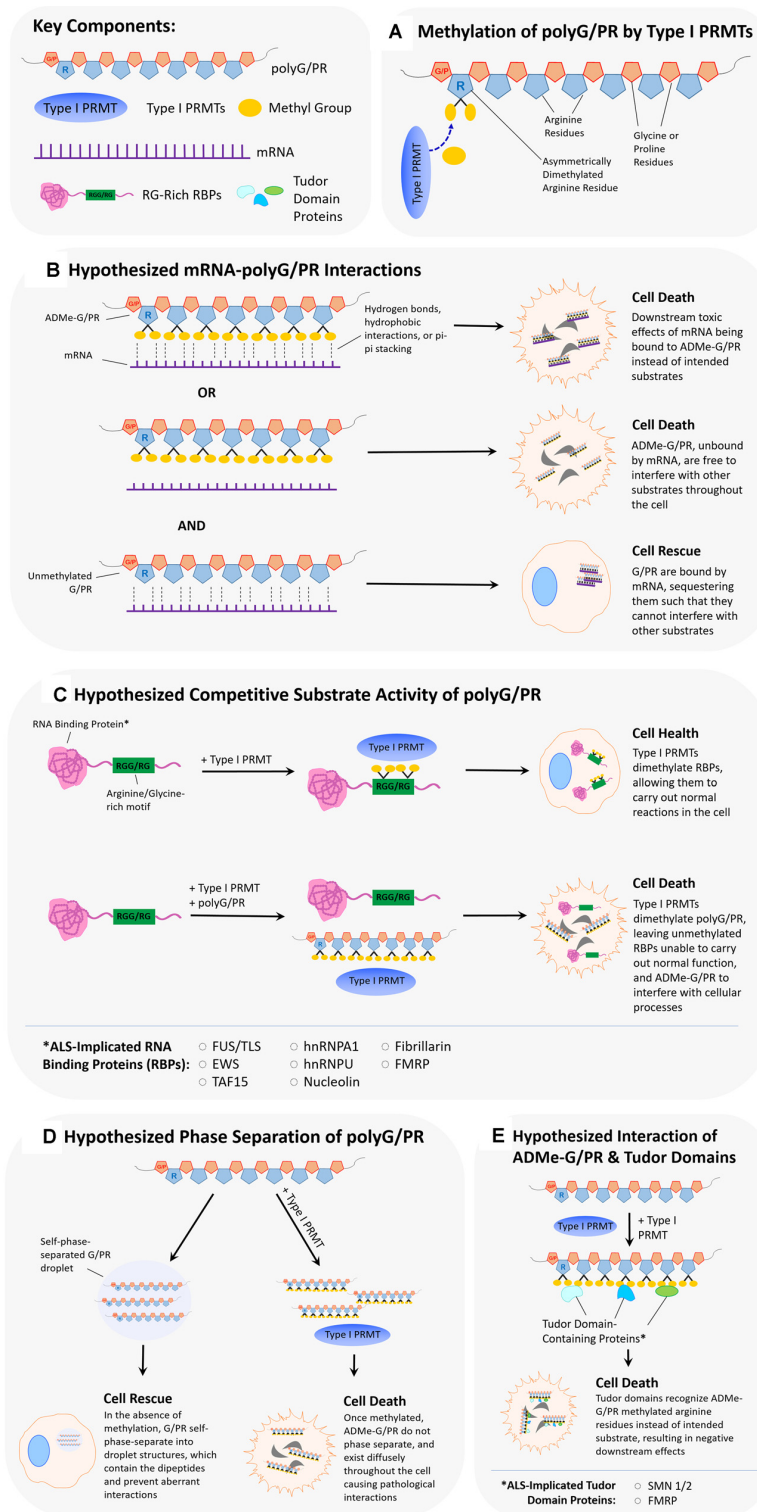 Key Components:
G/P
R
polyG/PR
Type I PRMT
Type I PRMTs
Methyl Group
mRNA
RGG/RG
RG-Rich RBPs
Tudor
Domain
Proteins
A Methylation of polyG/PR by Type I PRMTs
G/P
R
Type I PRMT
Arginine
Residues
Glycine or
Proline
Residues
Asymmetrically
Dimethylated
Arginine Residue
B Hypothesized mRNA-polyG/PR Interactions
G/P
R
ADMe-G/PR
mRNA
Hydrogen bonds,
hydrophobic
interactions, or pi-
pi stacking
Cell Death
Downstream toxic
effects of mRNA being
bound to ADMe-G/PR
instead of intended
substrates
OR
G/P
R
Cell Death
ADMe-G/PR, unbound
by mRNA, are free to
interfere with other
substrates throughout
the cell
AND
G/P
R
Unmethylated
G/PR
Cell Rescue
G/PR are bound by
mRNA, sequestering
them such that they
cannot interfere with
other substrates
C Hypothesized Competitive Substrate Activity of polyG/PR
RNA Binding Protein*
RGG/RG
Arginine/Glycine-
rich motif
+ Type I PRMT
Type I PRMT
RGG/RG
Cell Health
Type I PRMTs
dimethylate RBPs,
allowing them to
carry out normal
reactions in the cell
RGG/RG
+ Type I PRMT
+ polyG/PR
RGG/RG
G/P
R
Type I PRMT
Cell Death
Type I PRMTs
dimethylate polyG/PR,
leaving unmethylated
RBPs unable to carry
out normal function,
and ADMe-G/PR to
interfere with cellular
processes
*ALS-Implicated RNA
Binding Proteins (RBPs):
○ FUS/TLS
○ EWS
○ TAF15
○ hnRNPA1
○ hnRNPU
○ Nucleolin
○ Fibrillarin
○ FMRP
D Hypothesized Phase Separation of polyG/PR
G/P
R
+ Type I
PRMT
Self-phase-
separated G/PR
droplet
Type I PRMT
Cell Rescue
In the absence of
methylation, G/PR self-
phase-separate into
droplet structures, which
contain the dipeptides
and prevent aberrant
interactions
Cell Death
Once methylated,
ADMe-G/PR do not
phase separate, and
exist diffusely
throughout the cell
causing pathological
interactions
E Hypothesized Interaction of
ADMe-G/PR & Tudor Domains
G/P
R
Type I PRMT
+ Type I
PRMT
G/P
R
Tudor Domain-
Containing Proteins*
Cell Death
Tudor domains recognize ADMe-
G/PR methylated arginine
residues instead of intended
substrate, resulting in negative
downstream effects
*ALS-Implicated Tudor
Domain Proteins:
○ SMN 1/2
○ FMRP